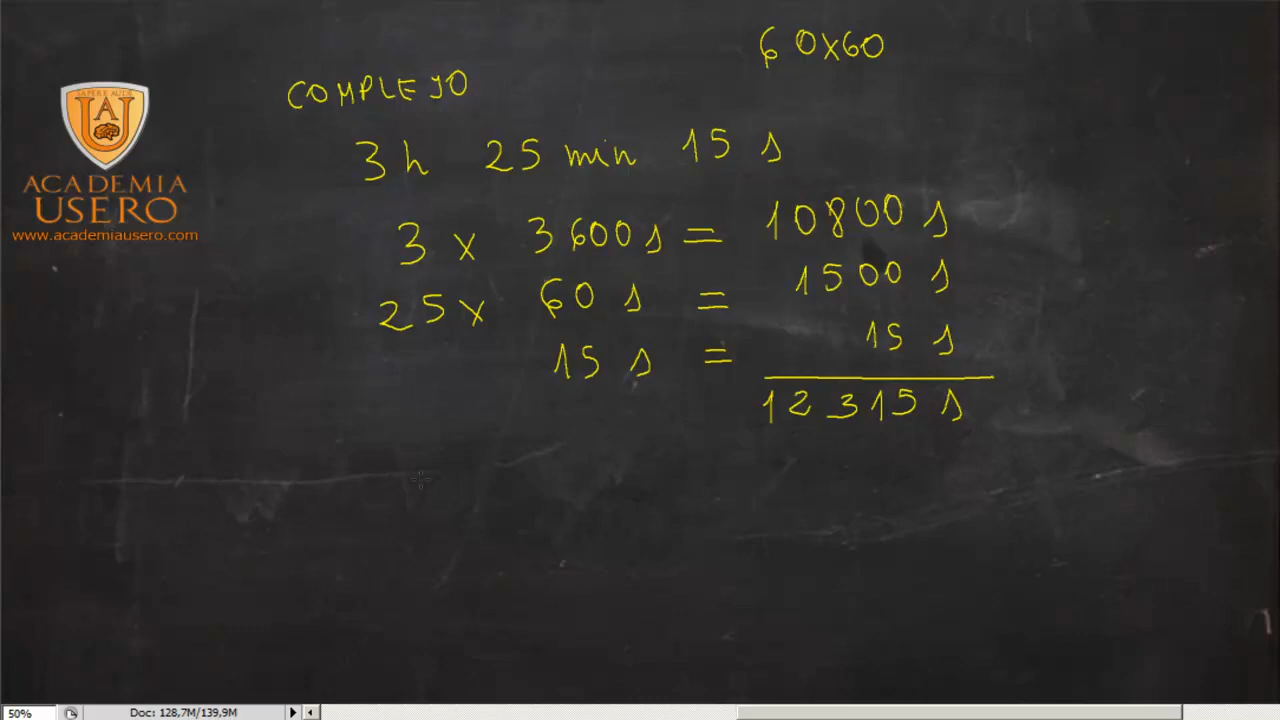 60x60
COMPLEJO
SAPERE AUDE
UA
3 h 25 min 15 s
ACADEMIA
USERO
www.academiausero.com
3 x 3600 s = 10800 s
25 x 60 s = 1500 s
15 s = 15 s
12315 s
50%
Doc: 128,7M/139,9M